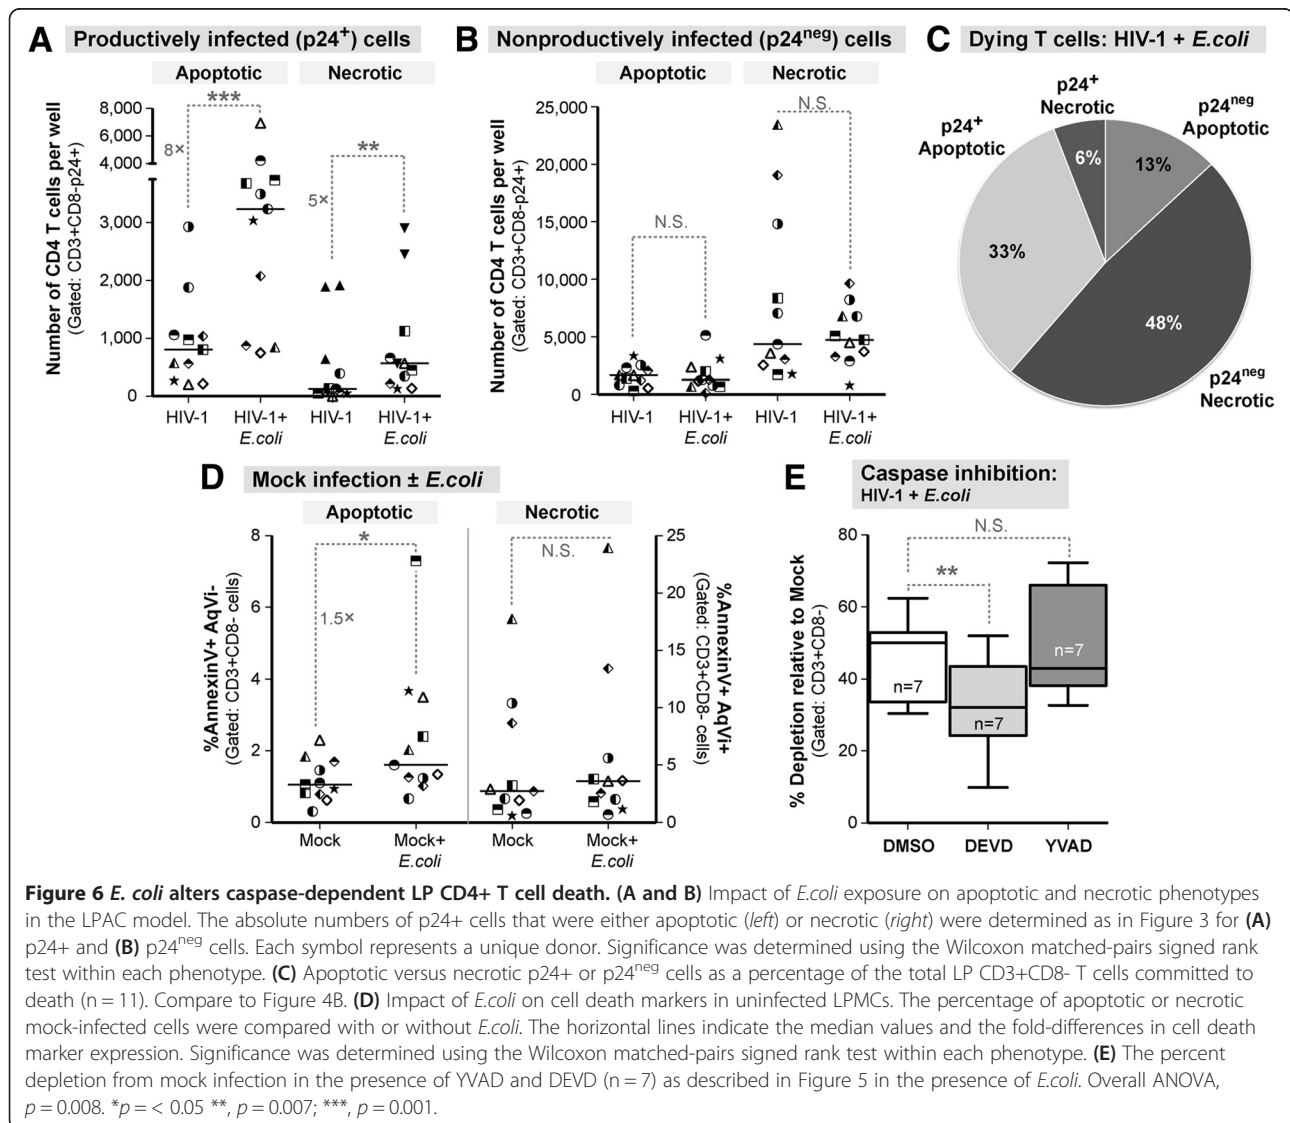 A Productively infected (p24+) cells
Apoptotic Necrotic
Number of CD4 T cells per well
(Gated: CD3+CD8-p24+)
8,000
6,000
4,000
3,000
2,000
1,000
0
***
8×
**
5×
HIV-1 HIV-1+ E.coli HIV-1 HIV-1+ E.coli
B Nonproductively infected (p24neg) cells
Apoptotic Necrotic
Number of CD4 T cells per well
(Gated: CD3+CD8-p24+)
25,000
20,000
15,000
10,000
5,000
0
N.S.
N.S.
HIV-1 HIV-1+ E.coli HIV-1 HIV-1+ E.coli
C Dying T cells: HIV-1 + E.coli
p24+
Necrotic
p24neg
Apoptotic
p24+
Apoptotic
6%
13%
33%
48%
p24neg
Necrotic
D Mock infection ± E.coli
Apoptotic Necrotic
%AnnexinV+ AqVi-
(Gated: CD3+CD8- cells)
8
6
4
2
0
*
1.5×
N.S.
25
20
15
10
5
0
%AnnexinV+ AqVi+
(Gated: CD3+CD8- cells)
Mock Mock+ E.coli Mock Mock+ E.coli
E Caspase inhibition:
HIV-1 + E.coli
% Depletion relative to Mock
(Gated: CD3+CD8-)
80
60
40
20
0
N.S.
**
n=7
n=7
n=7
DMSO DEVD YVAD
Figure 6 E. coli alters caspase-dependent LP CD4+ T cell death. (A and B) Impact of E.coli exposure on apoptotic and necrotic phenotypes
in the LPAC model. The absolute numbers of p24+ cells that were either apoptotic (left) or necrotic (right) were determined as in Figure 3 for (A)
p24+ and (B) p24neg cells. Each symbol represents a unique donor. Significance was determined using the Wilcoxon matched-pairs signed rank
test within each phenotype. (C) Apoptotic versus necrotic p24+ or p24neg cells as a percentage of the total LP CD3+CD8- T cells committed to
death (n = 11). Compare to Figure 4B. (D) Impact of E.coli on cell death markers in uninfected LPMCs. The percentage of apoptotic or necrotic
mock-infected cells were compared with or without E.coli. The horizontal lines indicate the median values and the fold-differences in cell death
marker expression. Significance was determined using the Wilcoxon matched-pairs signed rank test within each phenotype. (E) The percent
depletion from mock infection in the presence of YVAD and DEVD (n = 7) as described in Figure 5 in the presence of E.coli. Overall ANOVA,
p = 0.008. *p = < 0.05 **, p = 0.007; ***, p = 0.001.